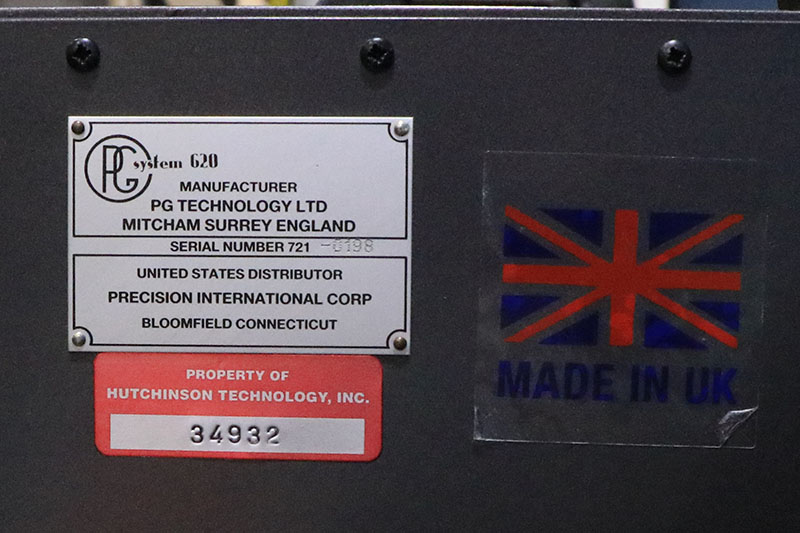 PG system 620
MANUFACTURER
PG TECHNOLOGY LTD
MITCHAM SURREY ENGLAND
SERIAL NUMBER 721 -0198
UNITED STATES DISTRIBUTOR
PRECISION INTERNATIONAL CORP
BLOOMFIELD CONNECTICUT
PROPERTY OF
HUTCHINSON TECHNOLOGY, INC.
34932
MADE IN UK